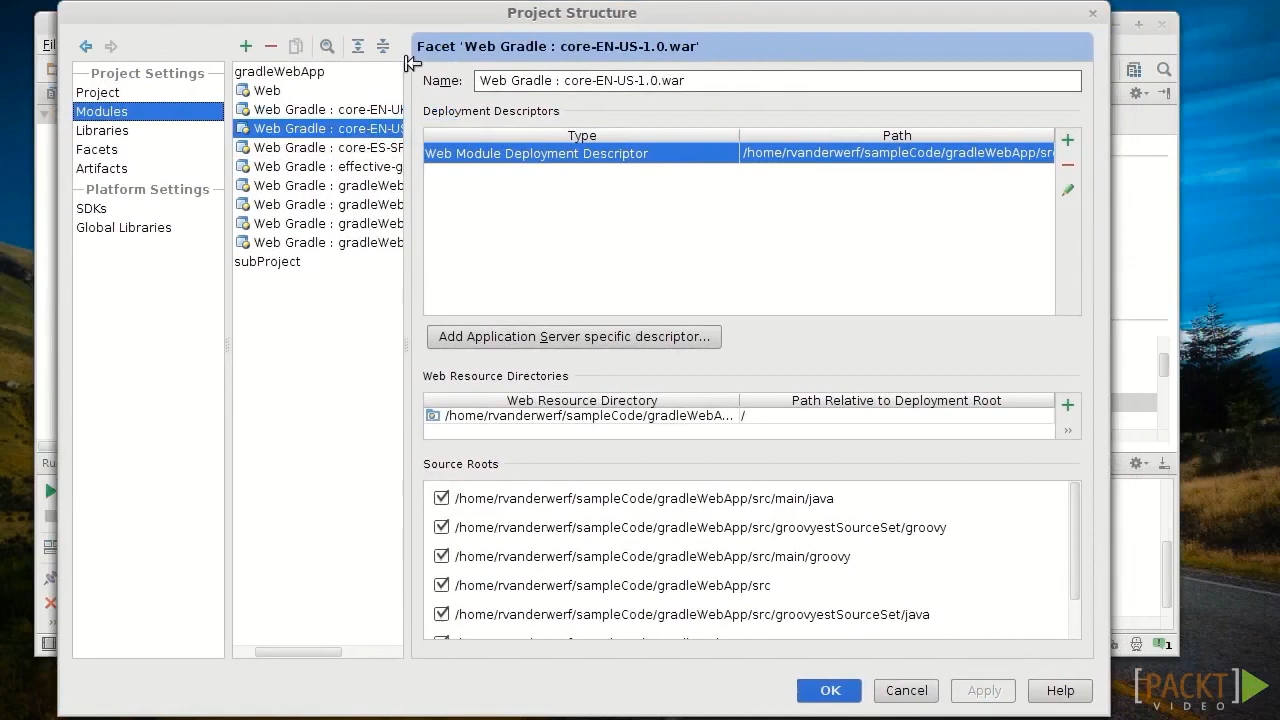 Project Structure
Fil
Project Settings
Project
Modules
Libraries
Facets
Artifacts
Platform Settings
SDKs
Global Libraries
gradleWebApp
Web
Web Gradle : core-EN-UK
Web Gradle : core-EN-US
Web Gradle : core-ES-SP
Web Gradle : effective-g
Web Gradle : gradleWeb
Web Gradle : gradleWeb
Web Gradle : gradleWeb
Web Gradle : gradleWeb
subProject
Facet 'Web Gradle : core-EN-US-1.0.war'
Name: Web Gradle : core-EN-US-1.0.war
Deployment Descriptors
Type Path
Web Module Deployment Descriptor /home/rvanderwerf/sampleCode/gradleWebApp/src
Add Application Server specific descriptor...
Web Resource Directories
Web Resource Directory Path Relative to Deployment Root
/home/rvanderwerf/sampleCode/gradleWebA... /
Source Roots
/home/rvanderwerf/sampleCode/gradleWebApp/src/main/java
/home/rvanderwerf/sampleCode/gradleWebApp/src/groovyestSourceSet/groovy
/home/rvanderwerf/sampleCode/gradleWebApp/src/main/groovy
/home/rvanderwerf/sampleCode/gradleWebApp/src
/home/rvanderwerf/sampleCode/gradleWebApp/src/groovyestSourceSet/java
Ru
1
OK Cancel Apply Help
[PACKT]
VIDEO